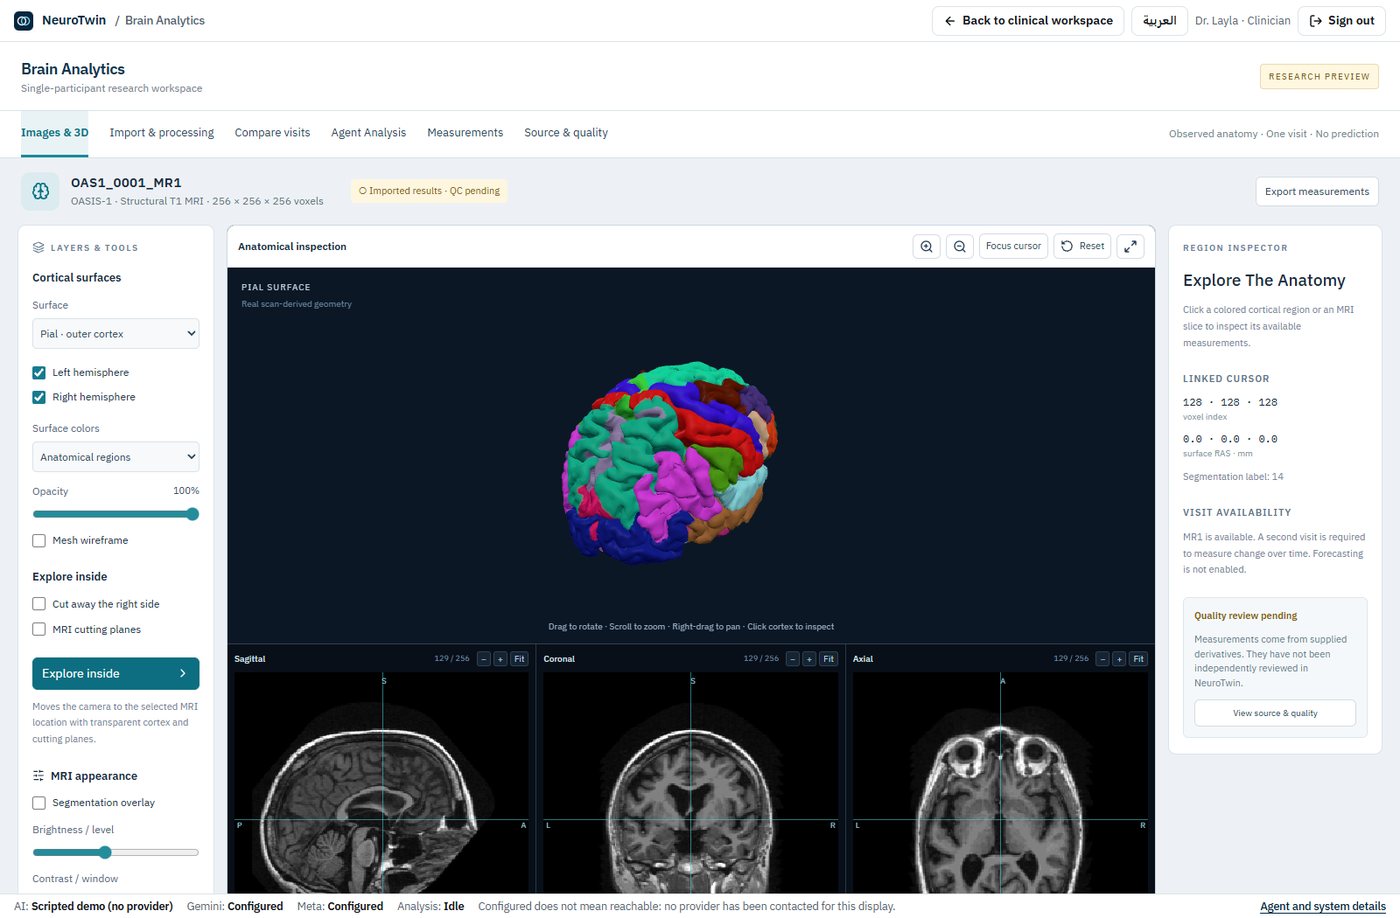 NeuroTwin / Brain Analytics
Back to clinical workspace
العربية
Dr. Layla · Clinician
Sign out
Brain Analytics
Single-participant research workspace
RESEARCH PREVIEW
Images & 3D
Import & processing
Compare visits
Agent Analysis
Measurements
Source & quality
Observed anatomy · One visit · No prediction
OAS1_0001_MR1
OASIS-1 · Structural T1 MRI · 256 × 256 × 256 voxels
Imported results · QC pending
Export measurements
LAYERS & TOOLS
Cortical surfaces
Surface
Pial · outer cortex
Left hemisphere
Right hemisphere
Surface colors
Anatomical regions
Opacity 100%
Mesh wireframe
Explore inside
Cut away the right side
MRI cutting planes
Explore inside
Moves the camera to the selected MRI
location with transparent cortex and
cutting planes.
MRI appearance
Segmentation overlay
Brightness / level
Contrast / window
Anatomical inspection
Focus cursor
Reset
PIAL SURFACE
Real scan-derived geometry
Drag to rotate · Scroll to zoom · Right-drag to pan · Click cortex to inspect
Sagittal 129 / 256 − + Fit
S
P A
Coronal 129 / 256 − + Fit
S
L R
Axial 129 / 256 − + Fit
A
L R
REGION INSPECTOR
Explore The Anatomy
Click a colored cortical region or an MRI
slice to inspect its available
measurements.
LINKED CURSOR
128 · 128 · 128
voxel index
0.0 · 0.0 · 0.0
surface RAS · mm
Segmentation label: 14
VISIT AVAILABILITY
MR1 is available. A second visit is required
to measure change over time. Forecasting
is not enabled.
Quality review pending
Measurements come from supplied
derivatives. They have not been
independently reviewed in
NeuroTwin.
View source & quality
AI: Scripted demo (no provider)
Gemini: Configured
Meta: Configured
Analysis: Idle
Configured does not mean reachable: no provider has been contacted for this display.
Agent and system details